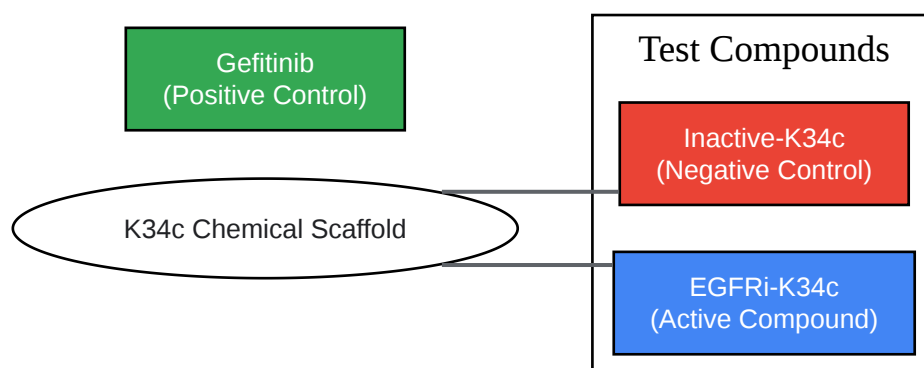 Gefitinib
(Positive Control)
Test Compounds
Inactive-K34c
(Negative Control)
K34c Chemical Scaffold
EGFRi-K34c
(Active Compound)